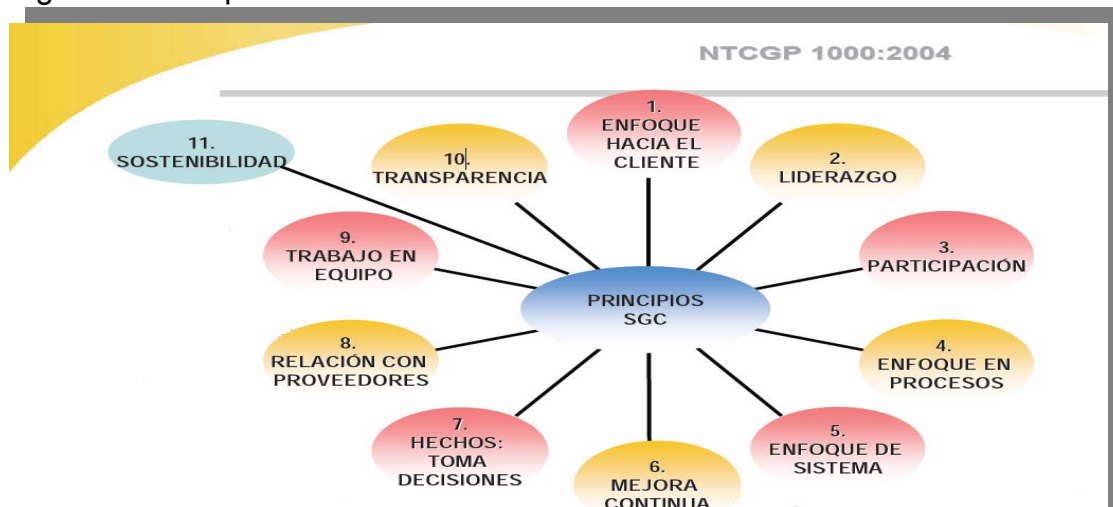 NTCGP 1000:2004
1.
ENFOQUE
HACIA EL
CLIENTE
2.
LIDERAZGO
3.
PARTICIPACIÓN
4.
ENFOQUE EN
PROCESOS
5.
ENFOQUE DE
SISTEMA
6.
MEJORA
CONTINUA
7.
HECHOS:
TOMA
DECISIONES
8.
RELACIÓN CON
PROVEEDORES
9.
TRABAJO EN
EQUIPO
10.
TRANSPARENCIA
11.
SOSTENIBILIDAD
PRINCIPIOS
SGC